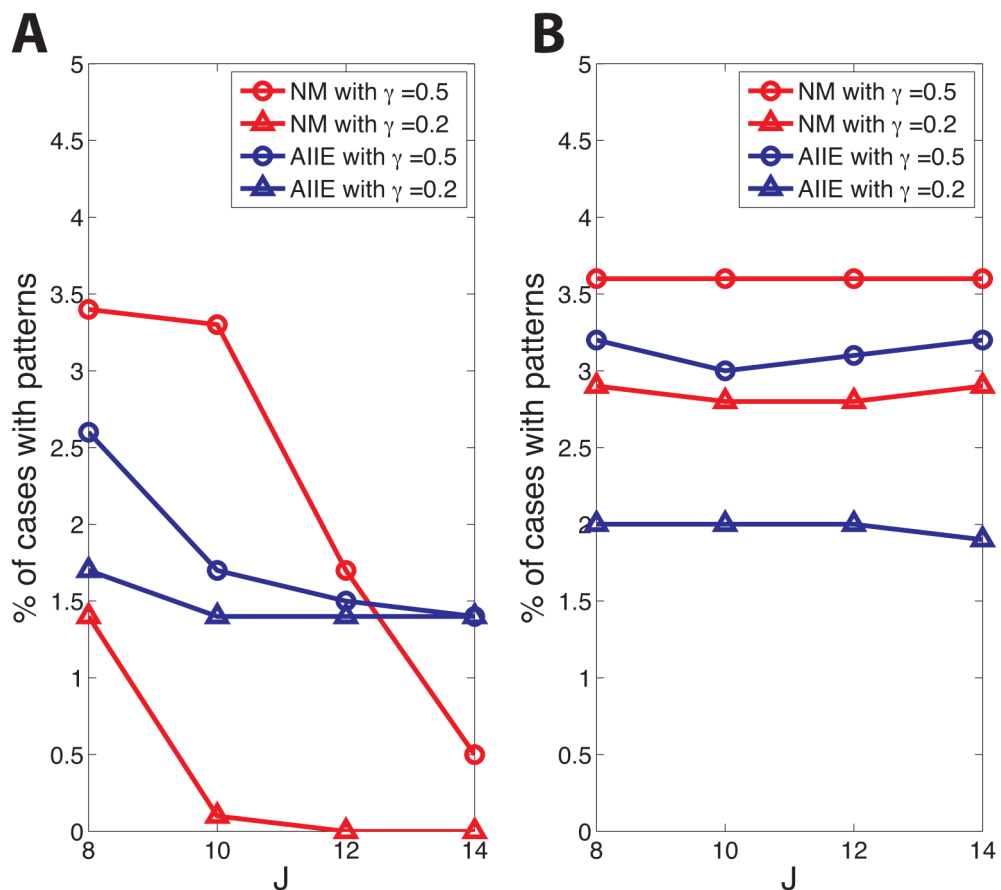 A
% of cases with patterns
5
4.5
4
3.5
3
2.5
2
1.5
1
0.5
0
NM with γ =0.5
NM with γ =0.2
AIIE with γ =0.5
AIIE with γ =0.2
8 10 12 14
J
B
% of cases with patterns
5
4.5
4
3.5
3
2.5
2
1.5
1
0.5
0
NM with γ =0.5
NM with γ =0.2
AIIE with γ =0.5
AIIE with γ =0.2
8 10 12 14
J